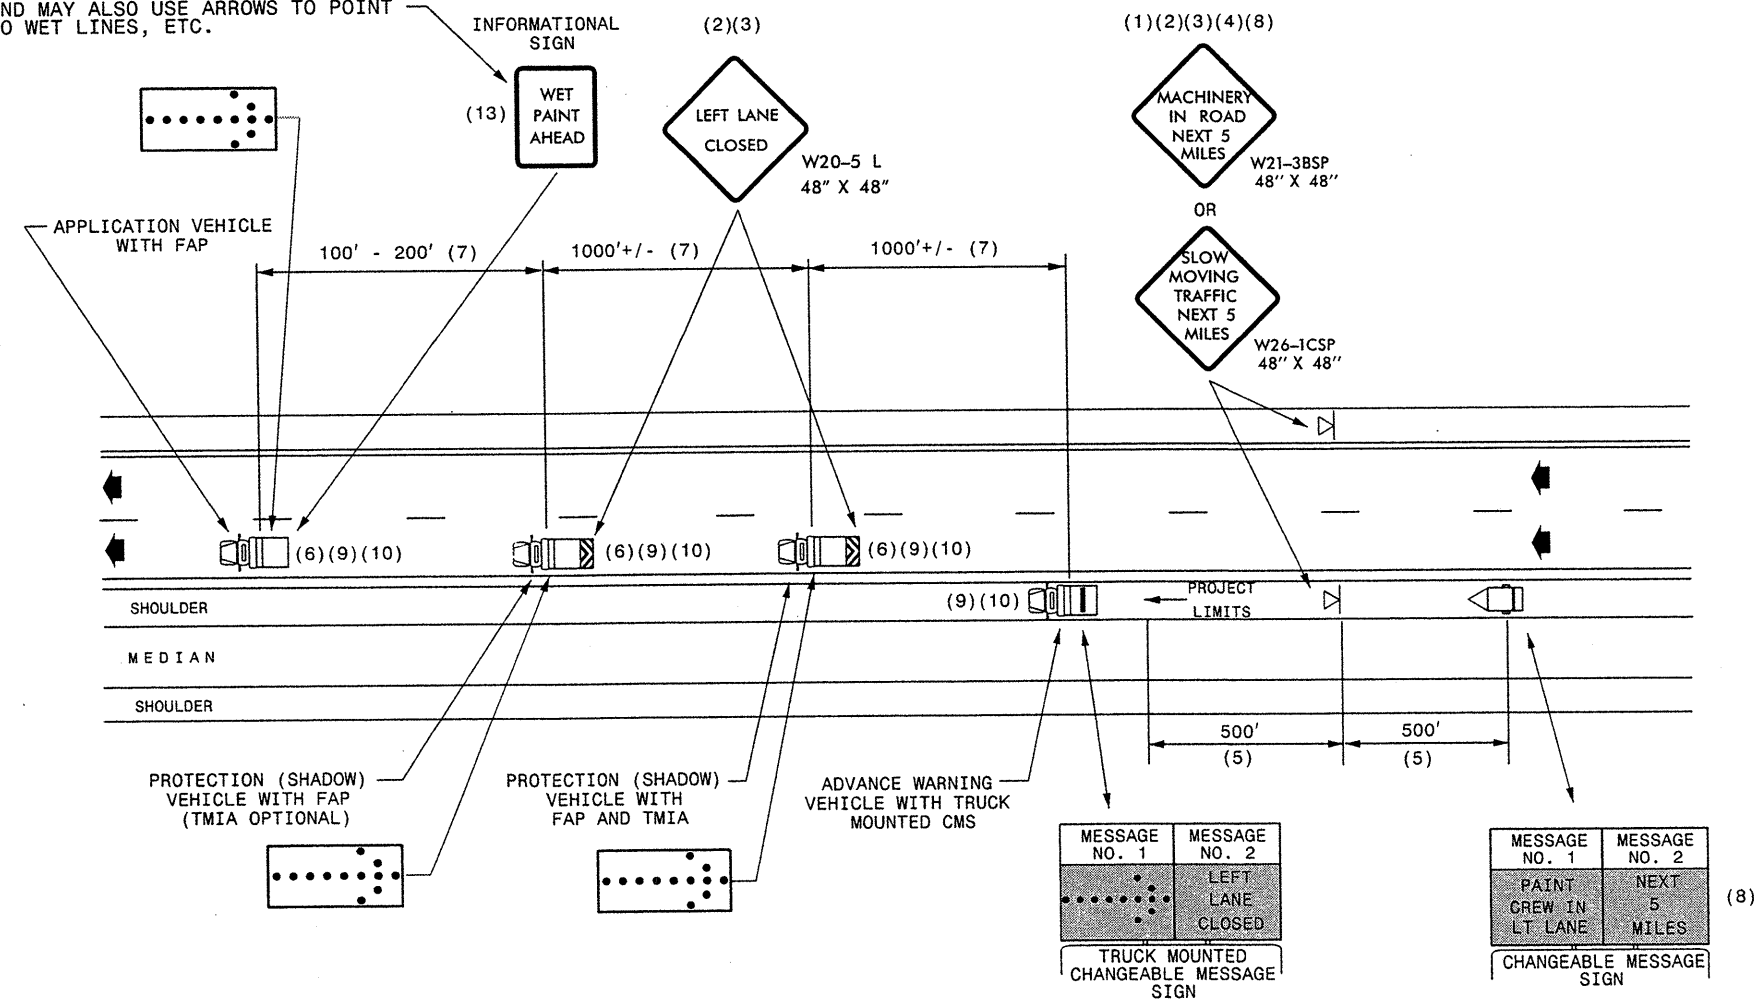 ND MAY ALSO USE ARROWS TO POINT
O WET LINES, ETC.
INFORMATIONAL
SIGN
(2)(3)
(1)(2)(3)(4)(8)
(13)
WET
PAINT
AHEAD
LEFT LANE
CLOSED
W20-5 L
48" X 48"
MACHINERY
IN ROAD
NEXT 5
MILES
W21-3BSP
48" X 48"
OR
SLOW
MOVING
TRAFFIC
NEXT 5
MILES
W26-1CSP
48" X 48"
APPLICATION VEHICLE
WITH FAP
100' - 200' (7)
1000'+/- (7)
1000'+/- (7)
(6)(9)(10)
(6)(9)(10)
(6)(9)(10)
(9)(10)
PROJECT
LIMITS
SHOULDER
MEDIAN
SHOULDER
500'
(5)
500'
(5)
PROTECTION (SHADOW)
VEHICLE WITH FAP
(TMIA OPTIONAL)
PROTECTION (SHADOW)
VEHICLE WITH
FAP AND TMIA
ADVANCE WARNING
VEHICLE WITH TRUCK
MOUNTED CMS
MESSAGE
NO. 1
MESSAGE
NO. 2
LEFT
LANE
CLOSED
TRUCK MOUNTED
CHANGEABLE MESSAGE
SIGN
MESSAGE
NO. 1
MESSAGE
NO. 2
PAINT
CREW IN
LT LANE
NEXT
5
MILES
(8)
CHANGEABLE MESSAGE
SIGN